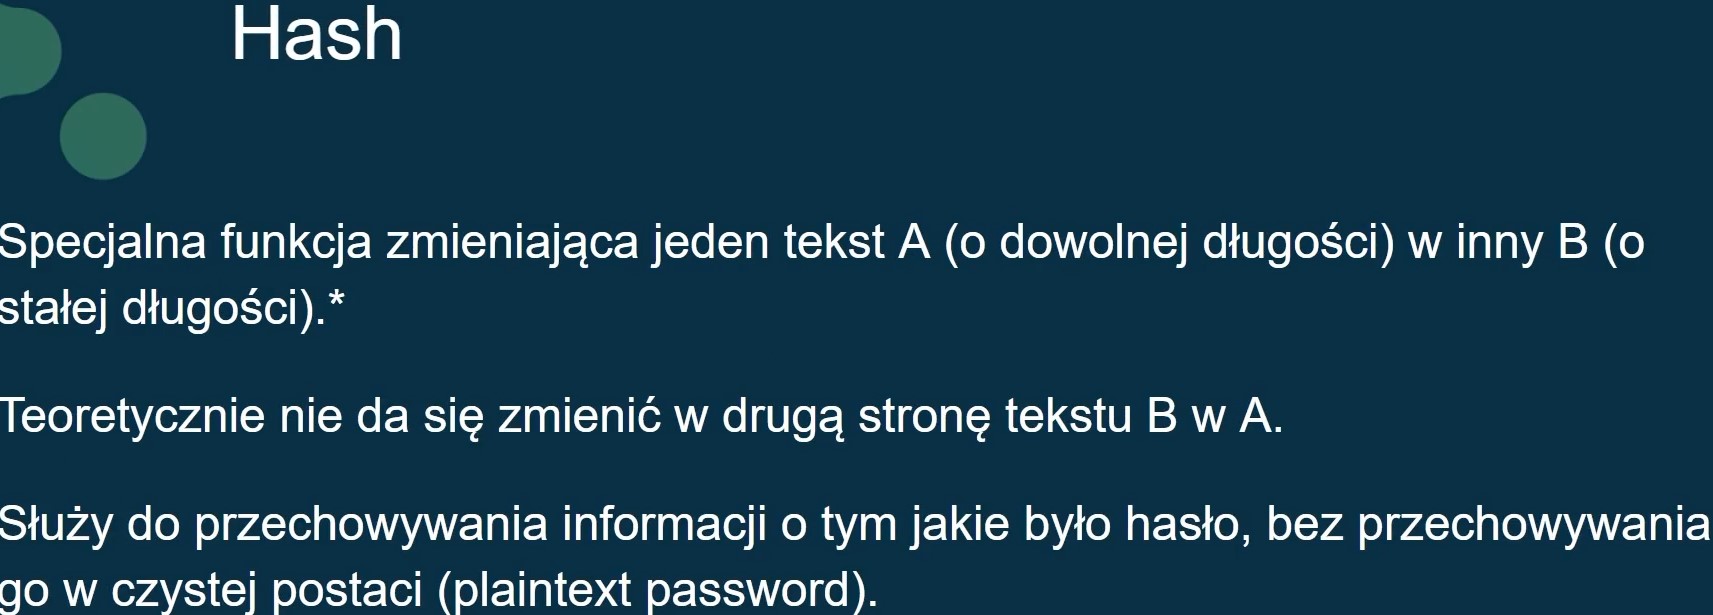 Hash
Specjalna funkcja zmieniająca jeden tekst A (o dowolnej długości) w inny B (o
stałej długości).*
Teoretycznie nie da się zmienić w drugą stronę tekstu B w A.
Służy do przechowywania informacji o tym jakie było hasło, bez przechowywania
go w czystej postaci (plaintext password).